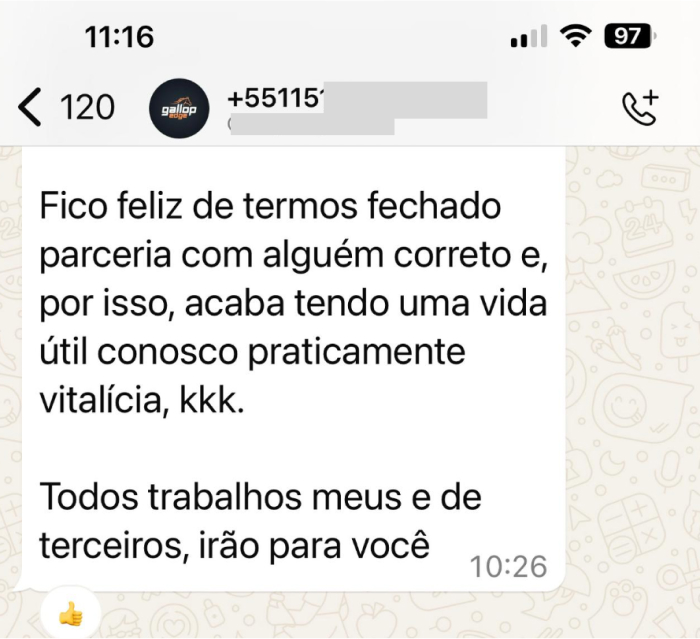 11:16
97
120
gallop
edge
+55115
Fico feliz de termos fechado
parceria com alguém correto e,
por isso, acaba tendo uma vida
útil conosco praticamente
vitalícia, kkk.
Todos trabalhos meus e de
terceiros, irão para você
10:26